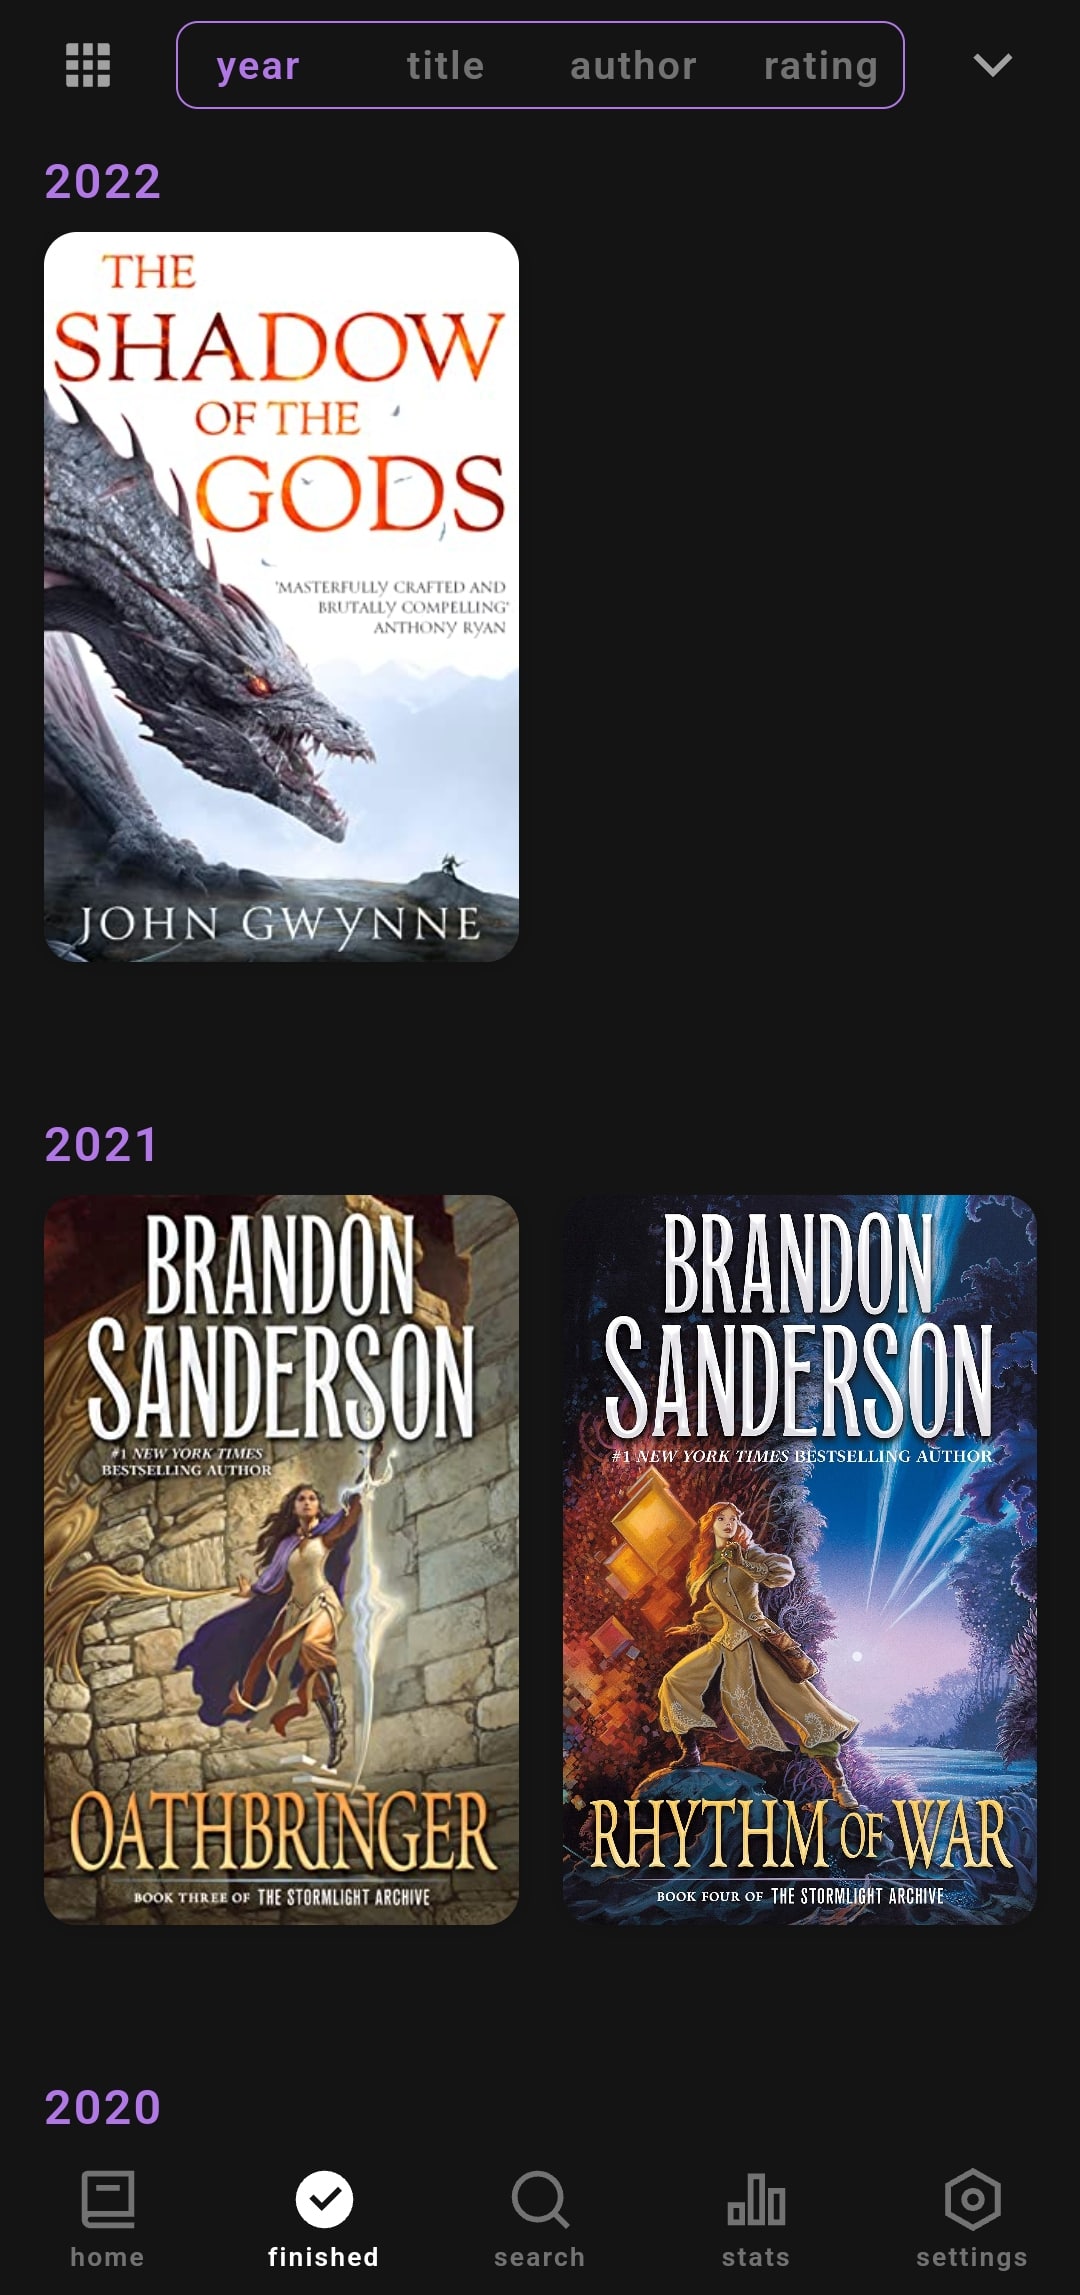 year title author rating
2022
THE
SHADOW
OF THE
GODS
'MASTERFULLY CRAFTED AND
BRUTALLY COMPELLING'
ANTHONY RYAN
JOHN GWYNNE
2021
BRANDON
SANDERSON
#1 NEW YORK TIMES
BESTSELLING AUTHOR
OATHBRINGER
BOOK THREE OF THE STORMLIGHT ARCHIVE
BRANDON
SANDERSON
#1 NEW YORK TIMES BESTSELLING AUTHOR
RHYTHM OF WAR
BOOK FOUR OF THE STORMLIGHT ARCHIVE
2020
home finished search stats settings